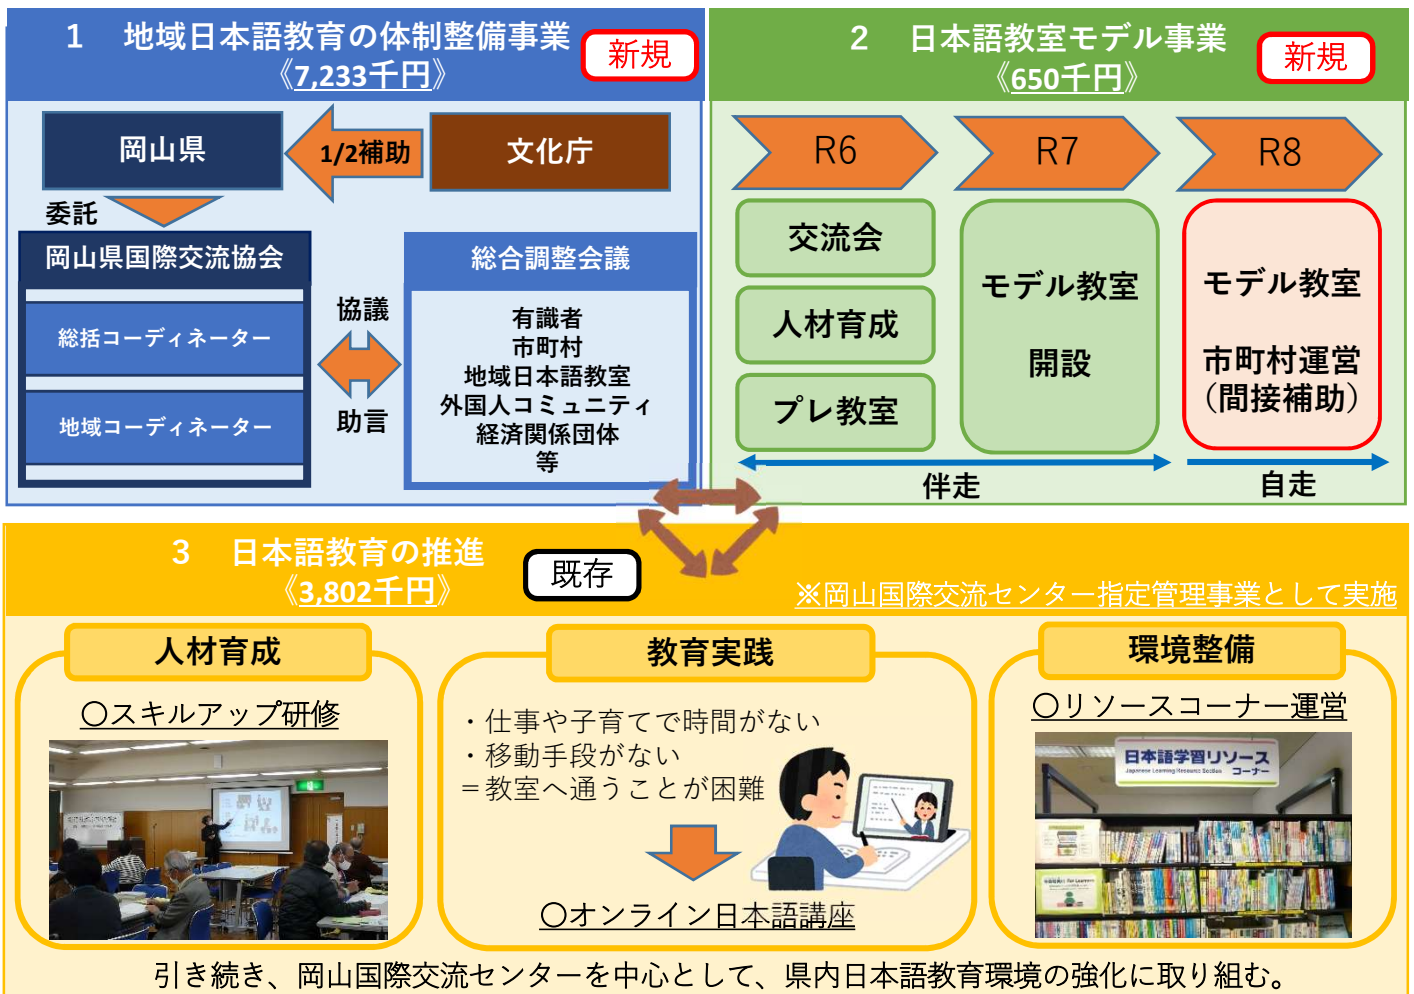 1 地域日本語教育の体制整備事業
《7,233千円》
新規
岡山県
1/2補助
文化庁
委託
岡山県国際交流協会
総括コーディネーター
地域コーディネーター
協議
助言
総合調整会議
有識者
市町村
地域日本語教室
外国人コミュニティ
経済関係団体
等
2 日本語教室モデル事業
《650千円》
新規
R6
R7
R8
交流会
人材育成
プレ教室
モデル教室
開設
モデル教室
市町村運営
(間接補助)
伴走
自走
3 日本語教育の推進
《3,802千円》
既存
※岡山国際交流センター指定管理事業として実施
人材育成
〇スキルアップ研修
教育実践
・仕事や子育てで時間がない
・移動手段がない
＝教室へ通うことが困難
〇オンライン日本語講座
環境整備
〇リソースコーナー運営
日本語学習リソース
Japanese Learning Resource Section コーナー
引き続き、岡山国際交流センターを中心として、県内日本語教育環境の強化に取り組む。